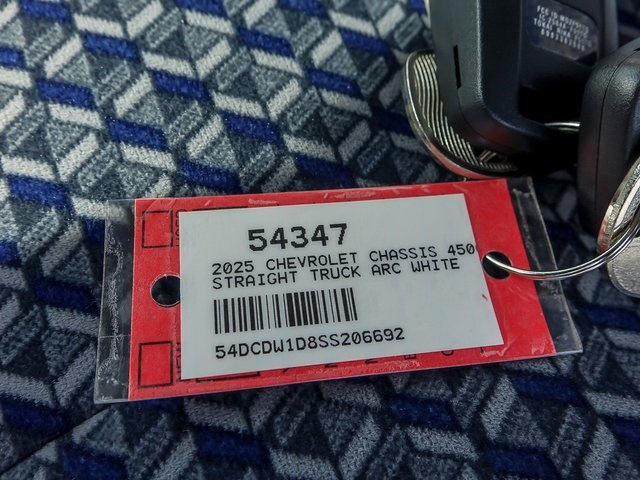 54347
2025 CHEVROLET CHASSIS 450
STRAIGHT TRUCK ARC WHITE
54DCDW1D8SS206692